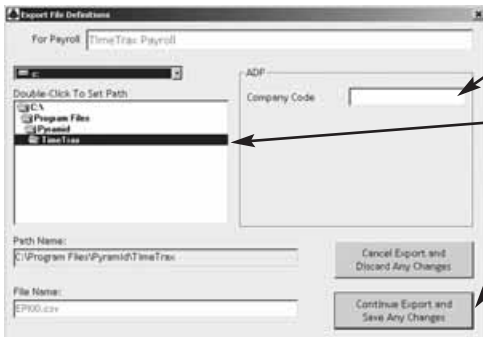 Export File Definitions
For Payroll TimeTrax Payroll
c:
ADP
Double-Click To Set Path
Company Code
C:\
Program Files
Pyramid
TimeTrax
Path Name:
C:\Program Files\Pyramid\TimeTrax
Cancel Export and
Discard Any Changes
File Name:
EPI00.csv
Continue Export and
Save Any Changes